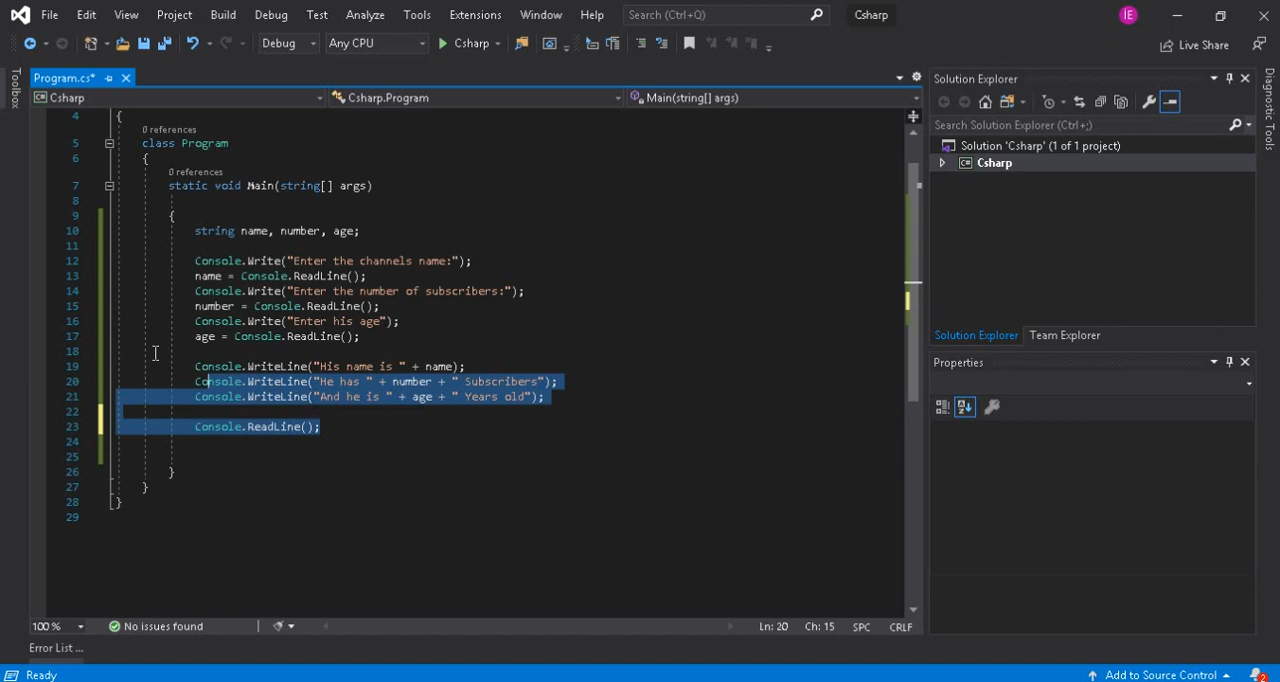 File Edit View Project Build Debug Test Analyze Tools Extensions Window Help Search (Ctrl+Q) Csharp IE
Debug Any CPU Csharp Live Share
Program.cs*
Csharp Csharp.Program Main(string[] args)
4 {
0 references
5 class Program
6 {
0 references
7 static void Main(string[] args)
8
9 {
10 string name, number, age;
11
12 Console.Write("Enter the channels name:");
13 name = Console.ReadLine();
14 Console.Write("Enter the number of subscribers:");
15 number = Console.ReadLine();
16 Console.Write("Enter his age");
17 age = Console.ReadLine();
18
19 Console.WriteLine("His name is " + name);
20 Console.WriteLine("He has " + number + " Subscribers");
21 Console.WriteLine("And he is " + age + " Years old");
22
23 Console.ReadLine();
24
25
26 }
27 }
28 }
29
100 % No issues found Ln: 20 Ch: 15 SPC CRLF
Error List ...
Ready Add to Source Control 2
Toolbox
Solution Explorer
Search Solution Explorer (Ctrl+;)
Solution 'Csharp' (1 of 1 project)
Csharp
Solution Explorer Team Explorer
Properties
Diagnostic Tools